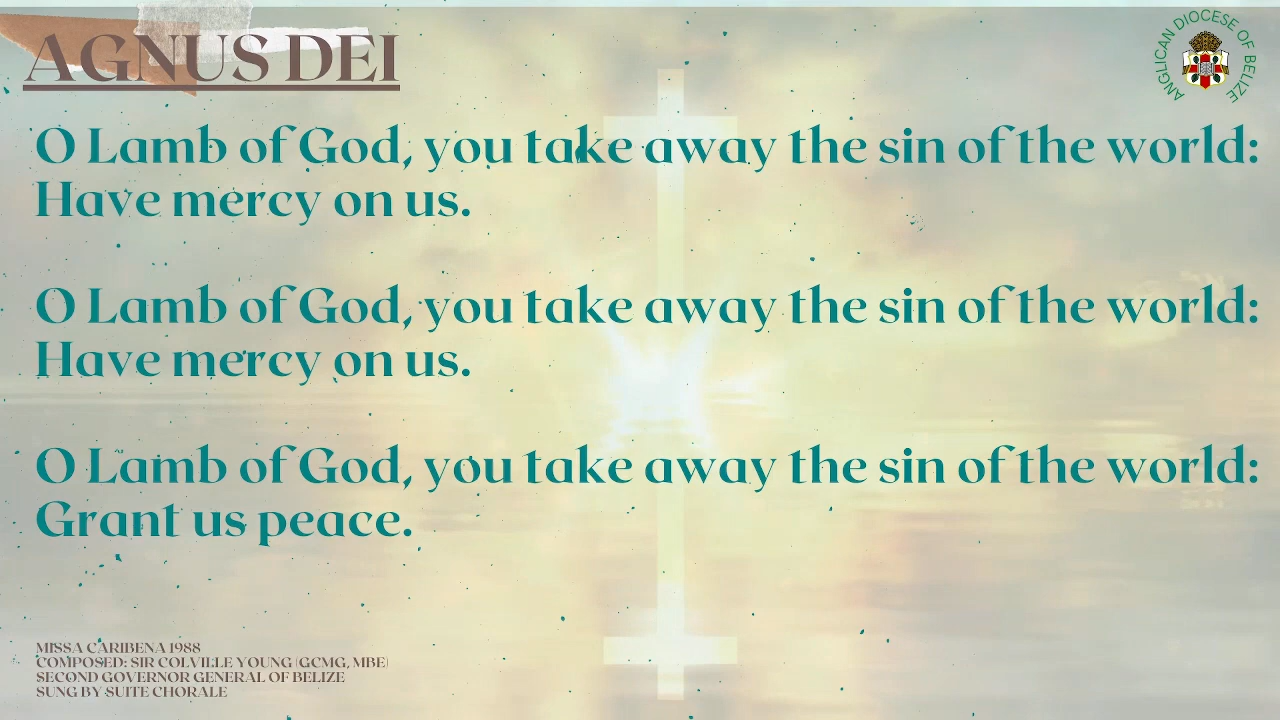 AGNUS DEI
ANGLICAN DIOCESE OF BELIZE
O Lamb of God, you take away the sin of the world:
Have mercy on us.
O Lamb of God, you take away the sin of the world:
Have mercy on us.
O Lamb of God, you take away the sin of the world:
Grant us peace.
MISSA CARIBENA 1988
COMPOSED: SIR COLVILLE YOUNG (GCMG, MBE)
SECOND GOVERNOR GENERAL OF BELIZE
SUNG BY SUITE CHORALE